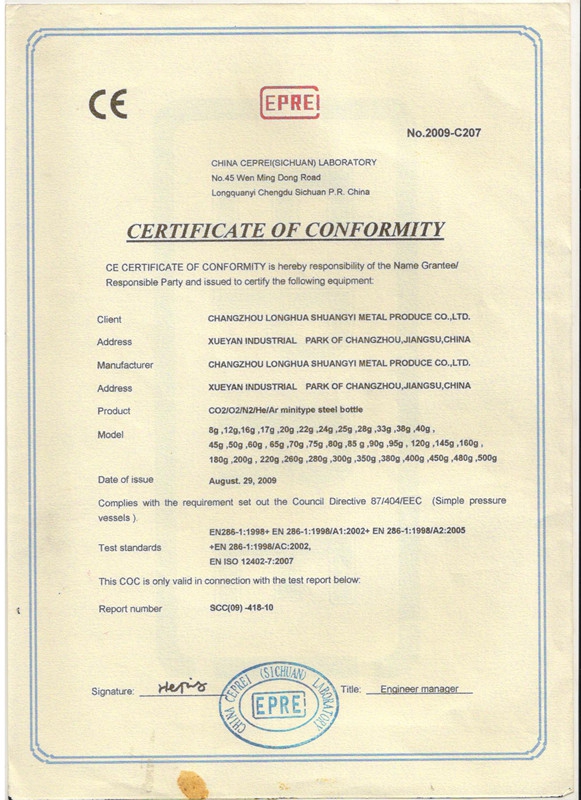 CE
EPREI
No.2009-C207
CHINA CEPREI(SICHUAN) LABORATORY
No.45 Wen Ming Dong Road
Longquanyi Chengdu Sichuan P.R. China
CERTIFICATE OF CONFORMITY
CE CERTIFICATE OF CONFORMITY is hereby responsibility of the Name Grantee/
Responsible Party and issued to certify the following equipment:
Client CHANGZHOU LONGHUA SHUANGYI METAL PRODUCE CO.,LTD.
Address XUEYAN INDUSTRIAL PARK OF CHANGZHOU,JIANGSU,CHINA
Manufacturer CHANGZHOU LONGHUA SHUANGYI METAL PRODUCE CO.,LTD.
Address XUEYAN INDUSTRIAL PARK OF CHANGZHOU,JIANGSU,CHINA
Product CO2/O2/N2/He/Ar minitype steel bottle
Model 8g ,12g,16g ,17g ,20g ,22g ,24g ,25g ,28g ,33g ,38g ,40g ,
45g ,50g ,60g , 65g ,70g ,75g ,80g ,85 g ,90g ,95g , 120g ,145g ,160g ,
180g ,200g , 220g ,260g ,280g ,300g ,350g ,380g ,400g ,450g ,480g ,500g
Date of issue August. 29, 2009
Complies with the requirement set out the Council Directive 87/404/EEC (Simple pressure
vessels ).
EN286-1:1998+ EN 286-1:1998/A1:2002+ EN 286-1:1998/A2:2005
Test standards +EN 286-1:1998/AC:2002,
EN ISO 12402-7:2007
This COC is only valid in connection with the test report below:
Report number SCC(09) -418-10
Signature: Title: Engineer manager
CHINA CEPREI (SICHUAN) LABORATORY
EPREI